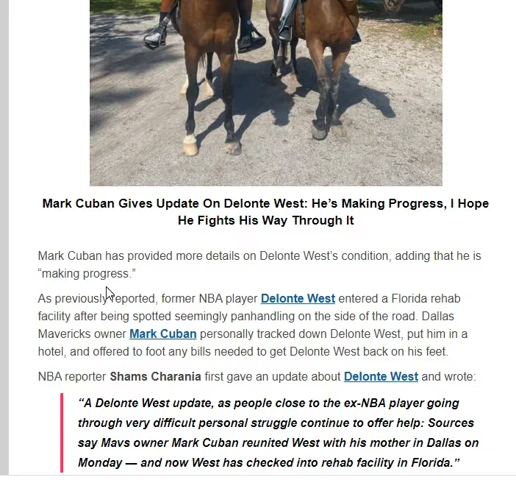 Mark Cuban Gives Update On Delonte West: He’s Making Progress, I Hope
He Fights His Way Through It
Mark Cuban has provided more details on Delonte West’s condition, adding that he is
“making progress.”
As previously reported, former NBA player Delonte West entered a Florida rehab
facility after being spotted seemingly panhandling on the side of the road. Dallas
Mavericks owner Mark Cuban personally tracked down Delonte West, put him in a
hotel, and offered to foot any bills needed to get Delonte West back on his feet.
NBA reporter Shams Charania first gave an update about Delonte West and wrote:
“A Delonte West update, as people close to the ex-NBA player going
through very difficult personal struggle continue to offer help: Sources
say Mavs owner Mark Cuban reunited West with his mother in Dallas on
Monday — and now West has checked into rehab facility in Florida.”